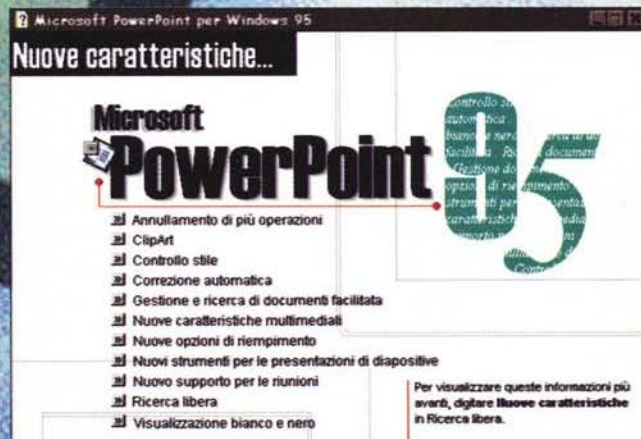 Microsoft PowerPoint per Windows 95
Nuove caratteristiche...
Microsoft
PowerPoint
95
Annullamento di più operazioni
ClipArt
Controllo stile
Correzione automatica
Gestione e ricerca di documenti facilitata
Nuove caratteristiche multimediali
Nuove opzioni di riempimento
Nuovi strumenti per le presentazioni di diapositive
Nuovo supporto per le riunioni
Ricerca libera
Visualizzazione bianco e nero
Per visualizzare queste informazioni più
avanti, digitare Nuove caratteristiche
in Ricerca libera.